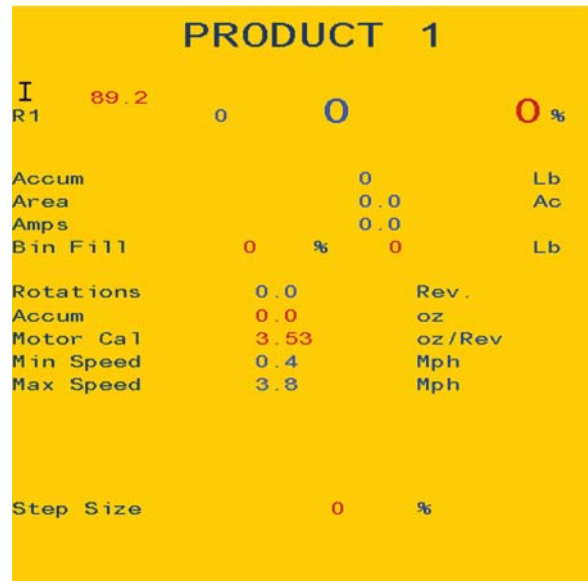 PRODUCT 1
I 89.2
R1 0 0 0 %
Accum 0 Lb
Area 0.0 Ac
Amps 0.0
Bin Fill 0 % 0 Lb
Rotations 0.0 Rev.
Accum 0.0 oz
Motor Cal 3.53 oz/Rev
Min Speed 0.4 Mph
Max Speed 3.8 Mph
Step Size 0 %